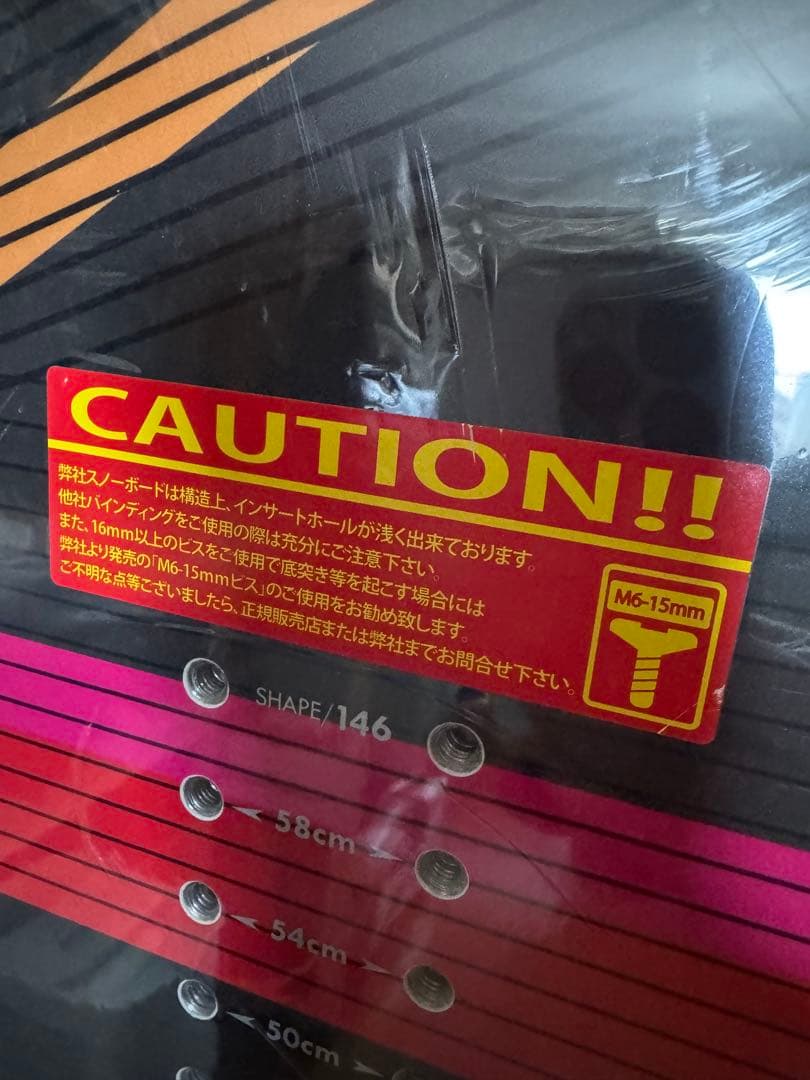 CAUTION!!
弊社スノーボードは構造上、インサートホールが浅く出来ております。
他社バインディングをご使用の際は充分にご注意下さい。
また、16mm以上のビスをご使用で底突き等を起こす場合には
弊社より発売の「M6-15mmビス」のご使用をお勧め致します。
ご不明な点等ございましたら、正規販売店または弊社までお問合せ下さい。
M6-15mm
SHAPE/146
58cm
54cm
50cm